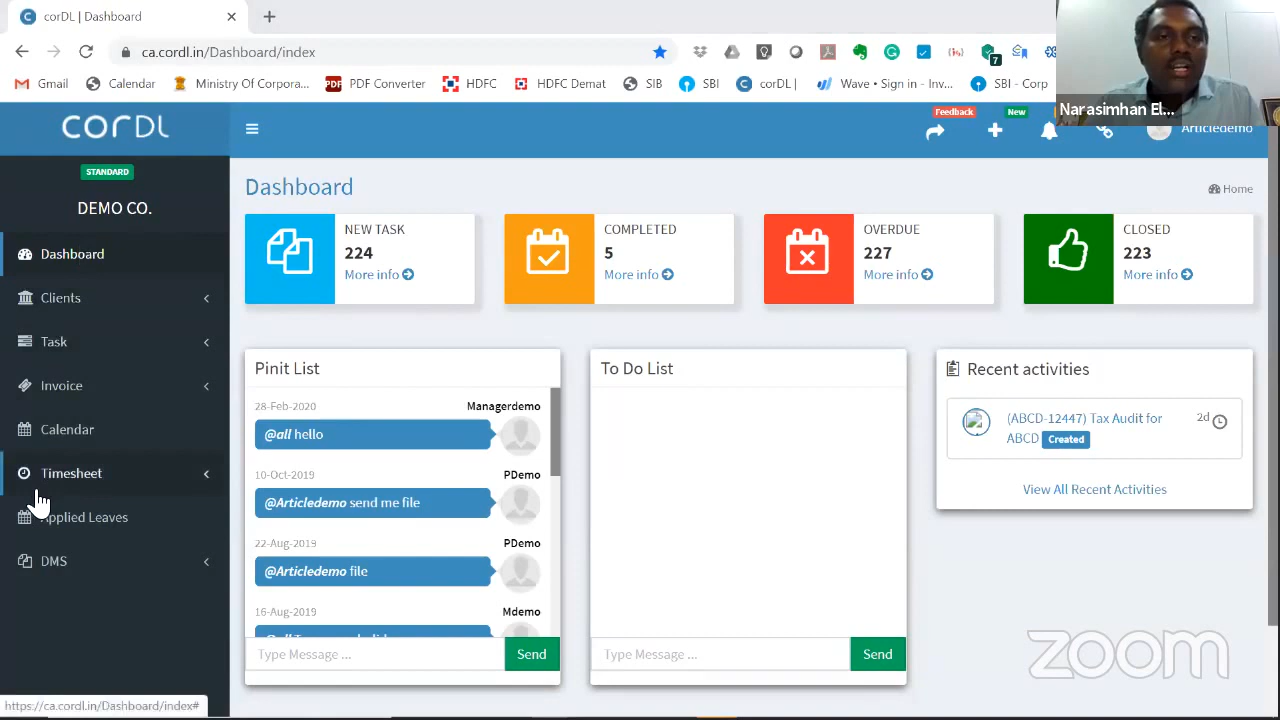 corDL | Dashboard
ca.cordl.in/Dashboard/index
7
Gmail
Calendar
Ministry Of Corpora...
PDF
PDF Converter
HDFC
HDFC Demat
SIB
SBI
corDL |
Wave • Sign in - Inv...
SBI - Corp
Narasimhan El...
corDL
Feedback
New
Articledemo
STANDARD
DEMO CO.
Dashboard
Clients
Task
Invoice
Calendar
Timesheet
Applied Leaves
DMS
Dashboard
Home
NEW TASK
224
More info
COMPLETED
5
More info
OVERDUE
227
More info
CLOSED
223
More info
Pinit List
28-Feb-2020
Managerdemo
@all hello
10-Oct-2019
PDemo
@Articledemo send me file
22-Aug-2019
PDemo
@Articledemo file
16-Aug-2019
Mdemo
Type Message ...
Send
To Do List
Type Message ...
Send
Recent activities
(ABCD-12447) Tax Audit for
ABCD Created
2d
View All Recent Activities
https://ca.cordl.in/Dashboard/index#
zoom